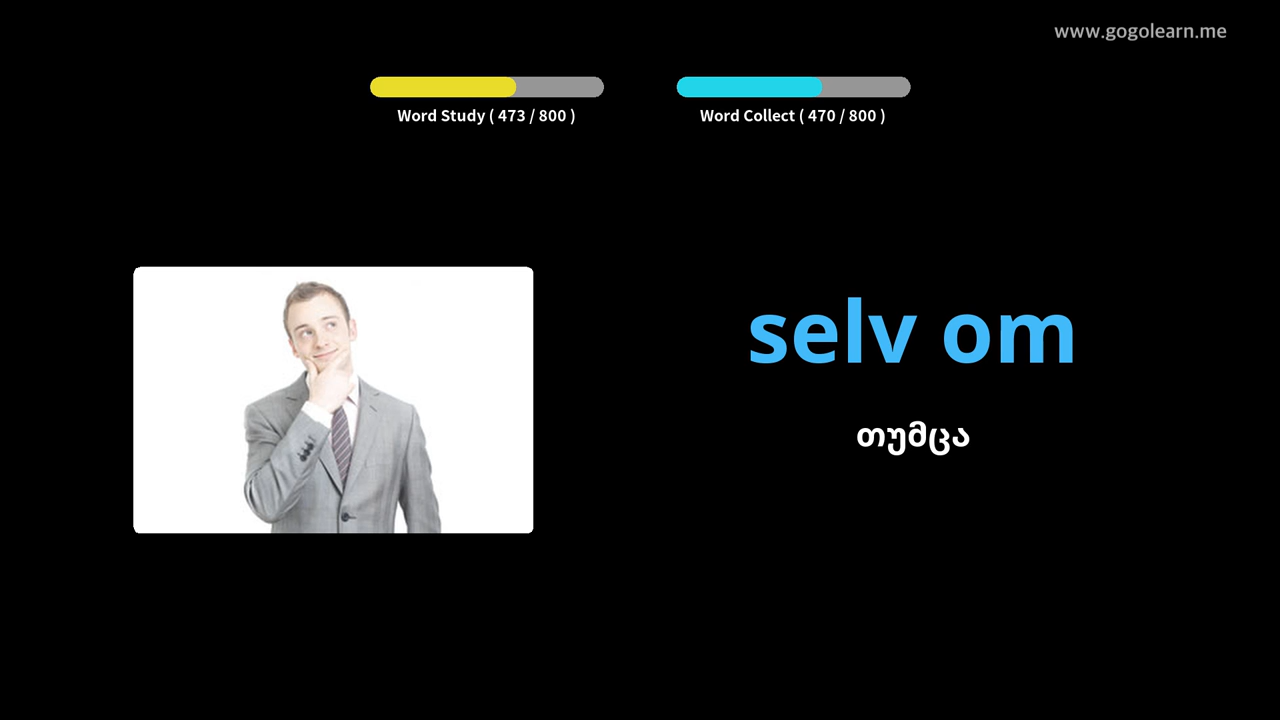 www.gogolearn.me
Word Study ( 473 / 800 )
Word Collect ( 470 / 800 )
selv om
თუმცა